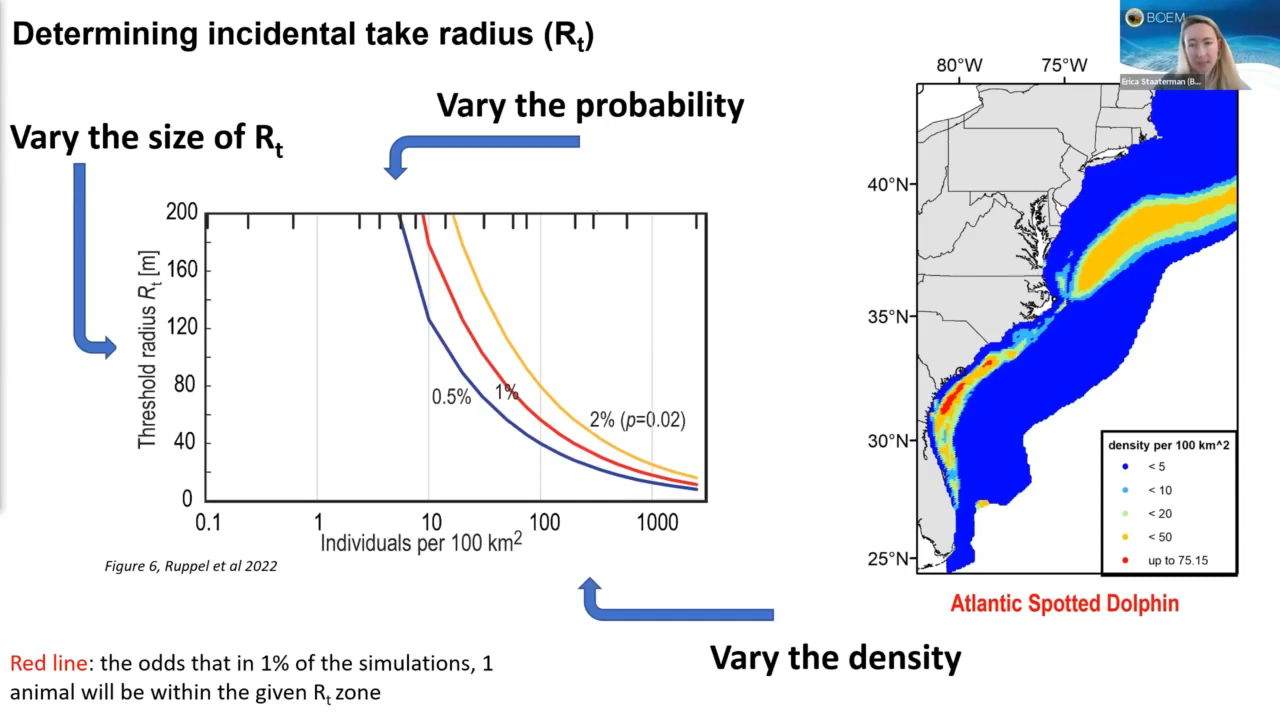 Determining incidental take radius (Rt)
BOEM
Erica Staaterman (B...
Vary the probability
Vary the size of Rt
80°W
75°W
40°N
35°N
30°N
25°N
200
160
120
80
40
0
Threshold radius Rt [m]
0.5%
1%
2% (p=0.02)
0.1
1
10
100
1000
Individuals per 100 km2
Figure 6, Ruppel et al 2022
density per 100 km^2
< 5
< 10
< 20
< 50
up to 75.15
Atlantic Spotted Dolphin
Vary the density
Red line: the odds that in 1% of the simulations, 1
animal will be within the given Rt zone